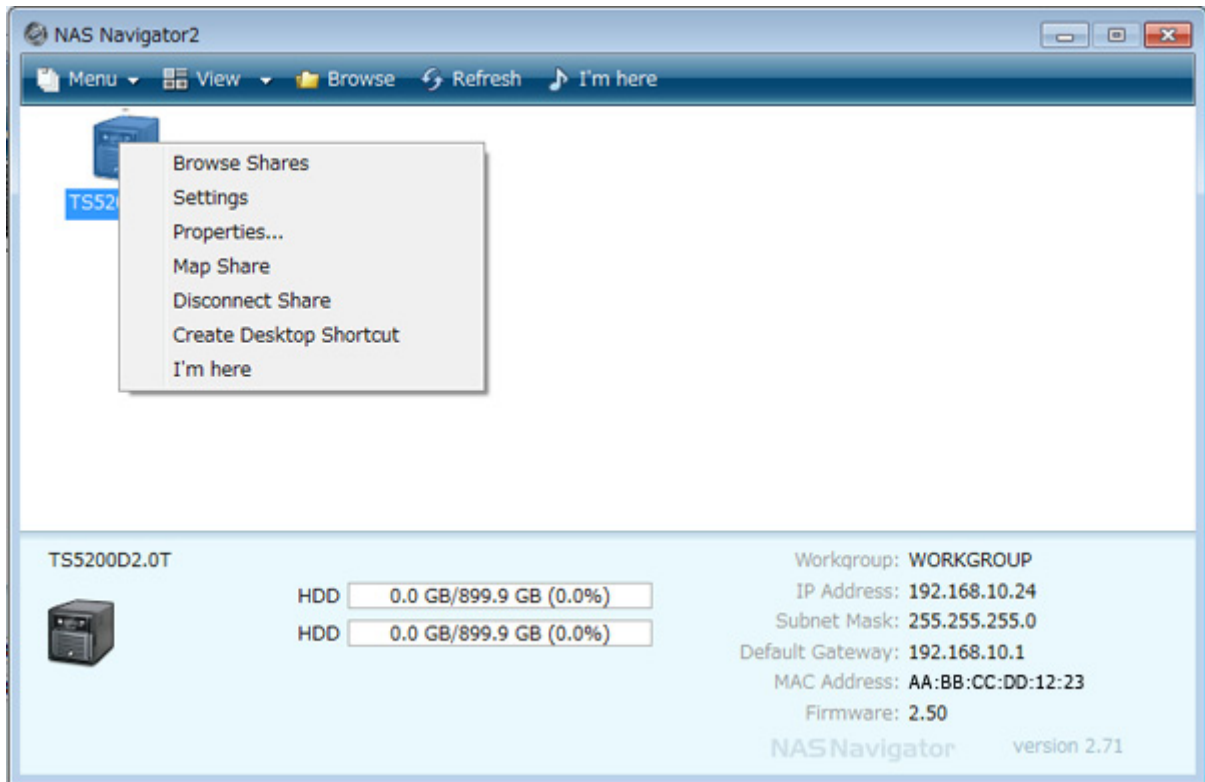 NAS Navigator2
Menu View Browse Refresh I'm here
Browse Shares
Settings
TS52
Properties...
Map Share
Disconnect Share
Create Desktop Shortcut
I'm here
TS5200D2.0T
HDD 0.0 GB/899.9 GB (0.0%)
HDD 0.0 GB/899.9 GB (0.0%)
Workgroup: WORKGROUP
IP Address: 192.168.10.24
Subnet Mask: 255.255.255.0
Default Gateway: 192.168.10.1
MAC Address: AA:BB:CC:DD:12:23
Firmware: 2.50
NASNavigator version 2.71